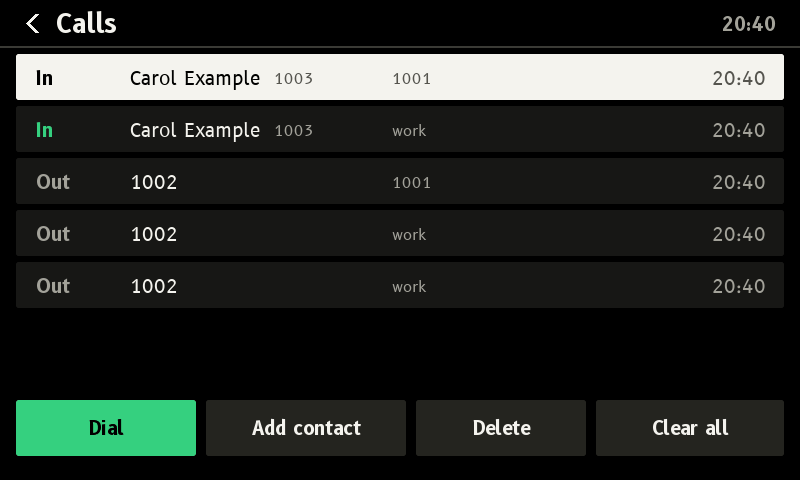 Calls 20:40
In Carol Example 1003 1001 20:40
In Carol Example 1003 work 20:40
Out 1002 1001 20:40
Out 1002 work 20:40
Out 1002 work 20:40
Dial Add contact Delete Clear all